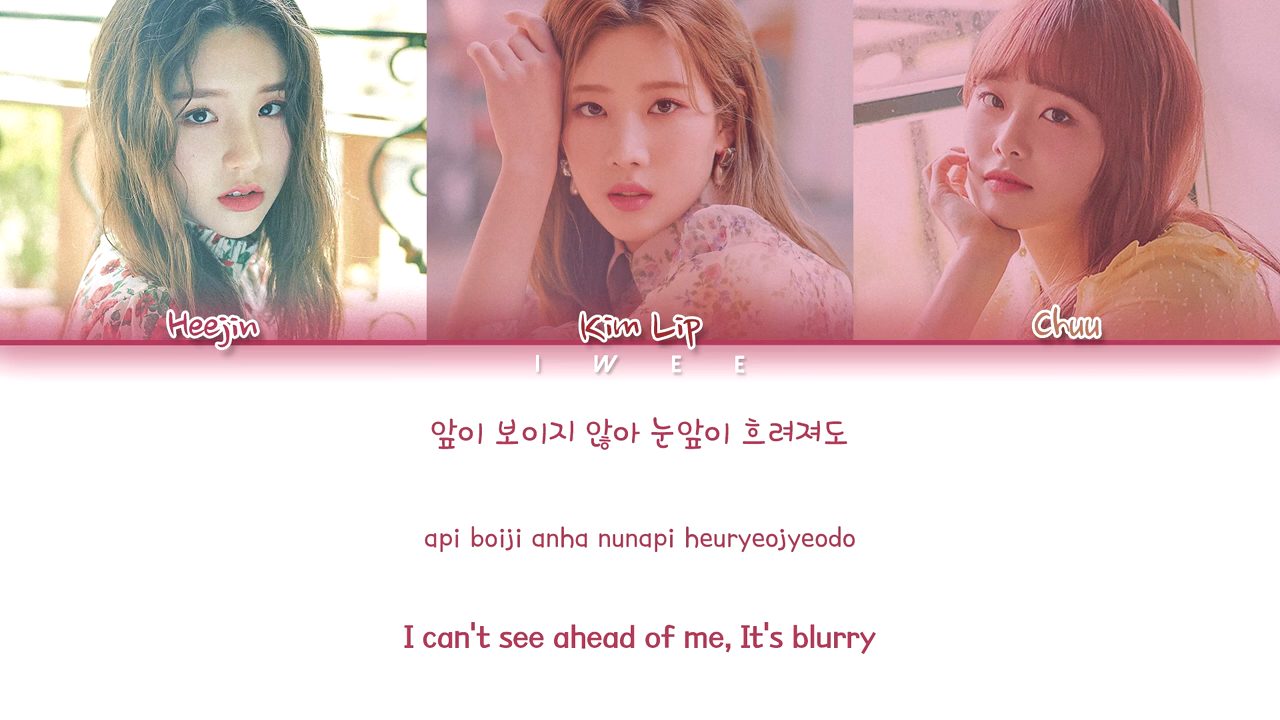 Heejin
Kim Lip
Chuu
I W E E
앞이 보이지 않아 눈앞이 흐려져도
api boiji anha nunapi heuryeojyeodo
I can't see ahead of me, It's blurry